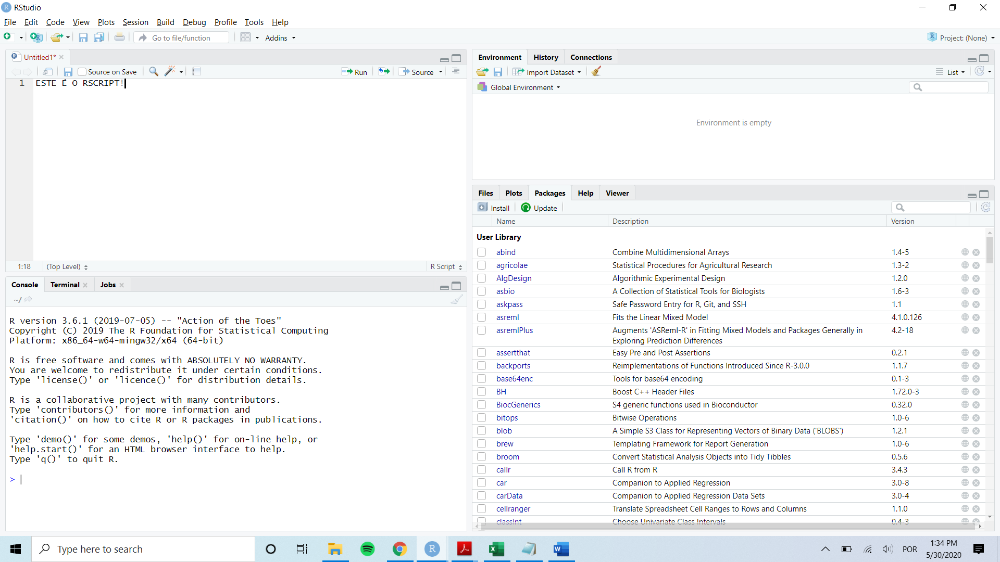 RStudio
File Edit Code View Plots Session Build Debug Profile Tools Help
Go to file/function Addins Project: (None)
Untitled1*
Source on Save Run Source
1 ESTE É O RSCRIPT!
1:18 (Top Level) R Script
Console Terminal Jobs
~/
R version 3.6.1 (2019-07-05) -- "Action of the Toes"
Copyright (C) 2019 The R Foundation for Statistical Computing
Platform: x86_64-w64-mingw32/x64 (64-bit)
R is free software and comes with ABSOLUTELY NO WARRANTY.
You are welcome to redistribute it under certain conditions.
Type 'license()' or 'licence()' for distribution details.
R is a collaborative project with many contributors.
Type 'contributors()' for more information and
'citation()' on how to cite R or R packages in publications.
Type 'demo()' for some demos, 'help()' for on-line help, or
'help.start()' for an HTML browser interface to help.
Type 'q()' to quit R.
>
Environment History Connections
Import Dataset List
Global Environment
Environment is empty
Files Plots Packages Help Viewer
Install Update
Name Description Version
User Library
abind Combine Multidimensional Arrays 1.4-5
agricolae Statistical Procedures for Agricultural Research 1.3-2
AlgDesign Algorithmic Experimental Design 1.2.0
asbio A Collection of Statistical Tools for Biologists 1.6-3
askpass Safe Password Entry for R, Git, and SSH 1.1
asreml Fits the Linear Mixed Model 4.1.0.126
asremlPlus Augments 'ASReml-R' in Fitting Mixed Models and Packages Generally in 4.2-18
Exploring Prediction Differences
assertthat Easy Pre and Post Assertions 0.2.1
backports Reimplementations of Functions Introduced Since R-3.0.0 1.1.7
base64enc Tools for base64 encoding 0.1-3
BH Boost C++ Header Files 1.72.0-3
BiocGenerics S4 generic functions used in Bioconductor 0.32.0
bitops Bitwise Operations 1.0-6
blob A Simple S3 Class for Representing Vectors of Binary Data ('BLOBS') 1.2.1
brew Templating Framework for Report Generation 1.0-6
broom Convert Statistical Analysis Objects into Tidy Tibbles 0.5.6
callr Call R from R 3.4.3
car Companion to Applied Regression 3.0-8
carData Companion to Applied Regression Data Sets 3.0-4
cellranger Translate Spreadsheet Cell Ranges to Rows and Columns 1.1.0
classInt Choose Univariate Class Intervals 0.4-3
Type here to search POR 1:34 PM
5/30/2020